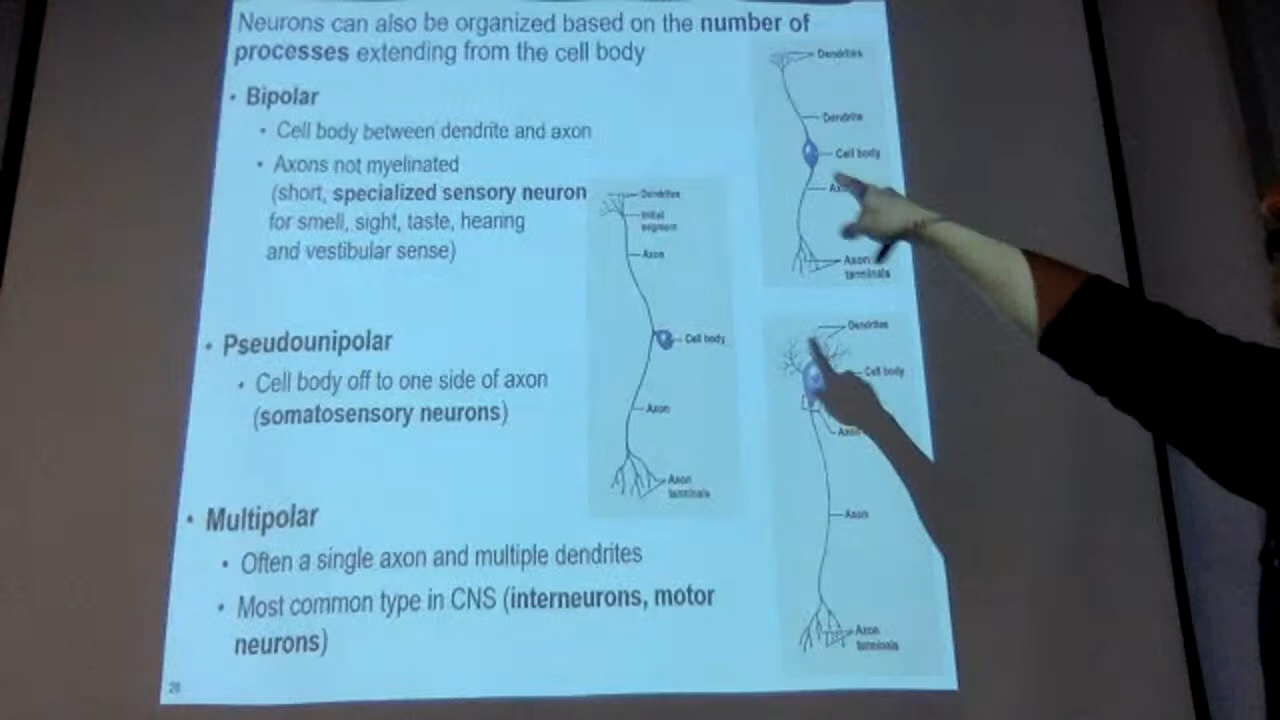 Neurons can also be organized based on the number of
processes extending from the cell body
• Bipolar
• Cell body between dendrite and axon
• Axons not myelinated
(short, specialized sensory neuron
for smell, sight, taste, hearing
and vestibular sense)
• Pseudounipolar
• Cell body off to one side of axon
(somatosensory neurons)
• Multipolar
• Often a single axon and multiple dendrites
• Most common type in CNS (interneurons, motor
neurons)
Dendrites
Dendrite
Cell body
Axon
terminals
Dendrites
Initial
segment
Axon
Cell body
Axon
Axon
terminals
Dendrites
Cell body
Axon
Axon
terminals